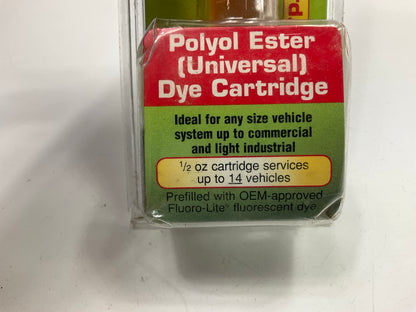 Polyol Ester
(Universal)
Dye Cartridge
Ideal for any size vehicle
system up to commercial
and light industrial
1/2 oz cartridge services
up to 14 vehicles
Prefilled with OEM-approved
Fluoro-Lite® fluorescent dye